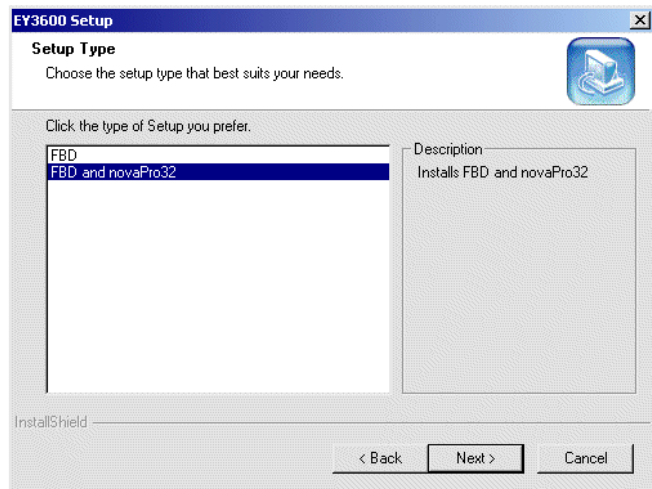 EY3600 Setup
Setup Type
Choose the setup type that best suits your needs.
Click the type of Setup you prefer.
FBD
FBD and novaPro32
Description
Installs FBD and novaPro32
InstallShield
< Back
Next >
Cancel